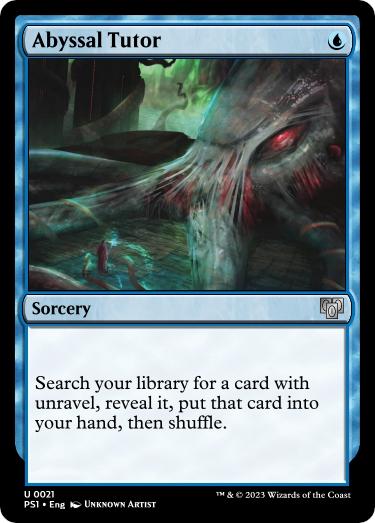 Abyssal Tutor
Sorcery
Search your library for a card with
unravel, reveal it, put that card into
your hand, then shuffle.
U 0021
PS1 • Eng Unknown Artist
™ & © 2023 Wizards of the Coast